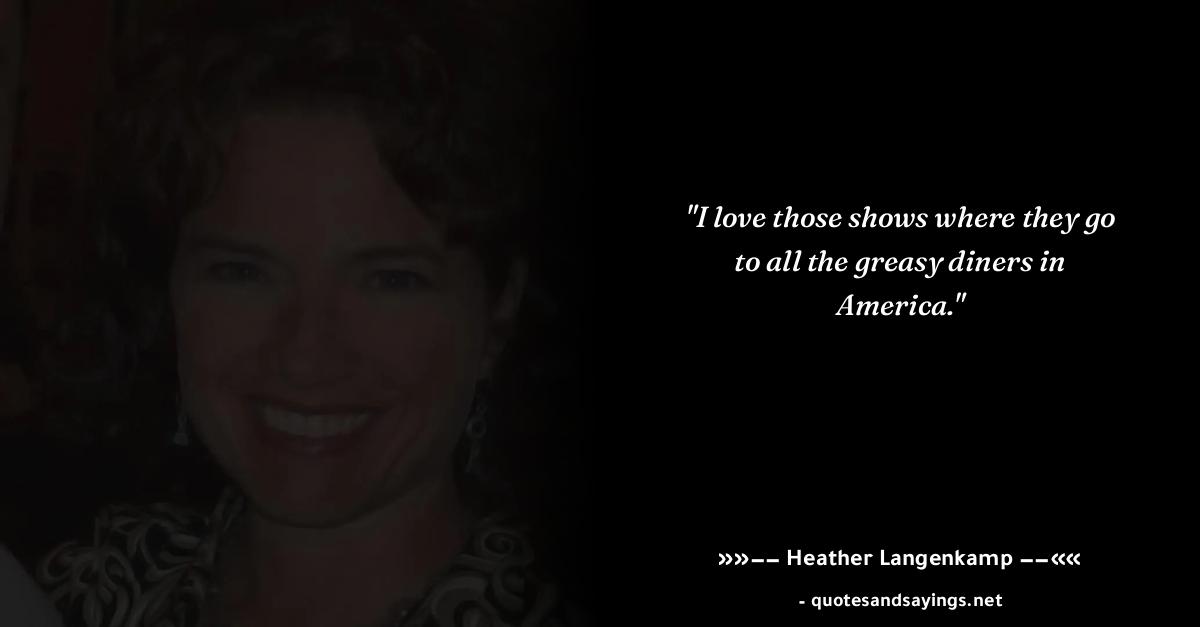 "I love those shows where they go
to all the greasy diners in
America."
»»−− Heather Langenkamp −−««
- quotesandsayings.net